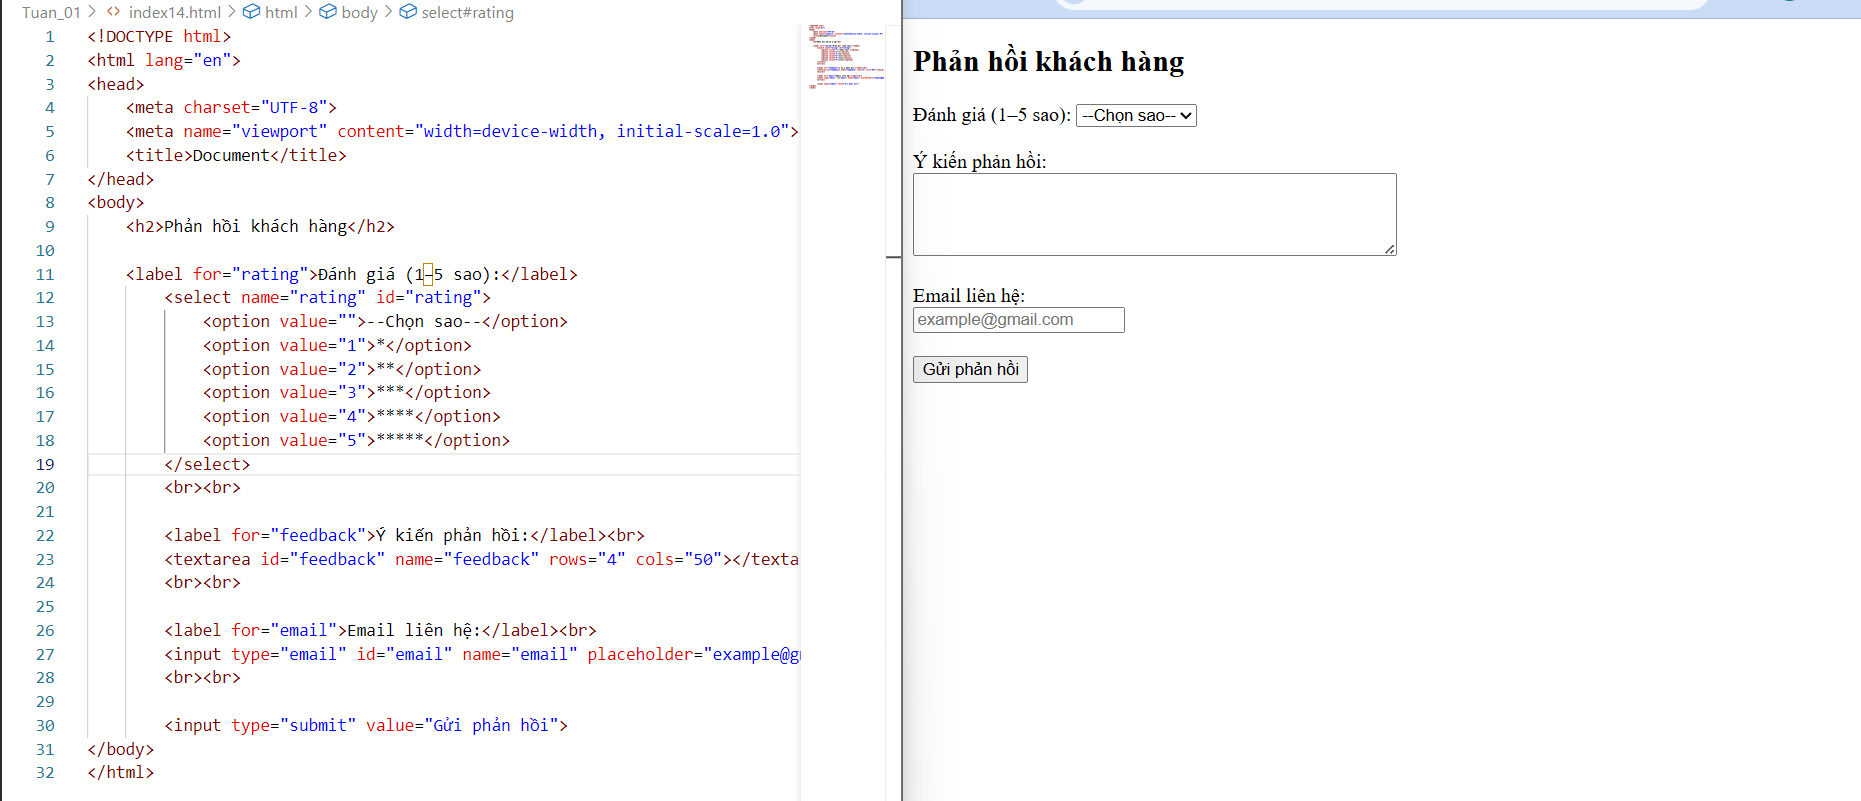 Tuan_01 > <> index14.html > html > body > select#rating
1 <!DOCTYPE html>
2 <html lang="en">
3 <head>
4 <meta charset="UTF-8">
5 <meta name="viewport" content="width=device-width, initial-scale=1.0">
6 <title>Document</title>
7 </head>
8 <body>
9 <h2>Phản hồi khách hàng</h2>
10
11 <label for="rating">Đánh giá (1–5 sao):</label>
12 <select name="rating" id="rating">
13 <option value="">--Chọn sao--</option>
14 <option value="1">*</option>
15 <option value="2">**</option>
16 <option value="3">***</option>
17 <option value="4">****</option>
18 <option value="5">*****</option>
19 </select>
20 <br><br>
21
22 <label for="feedback">Ý kiến phản hồi:</label><br>
23 <textarea id="feedback" name="feedback" rows="4" cols="50"></texta
24 <br><br>
25
26 <label for="email">Email liên hệ:</label><br>
27 <input type="email" id="email" name="email" placeholder="example@g
28 <br><br>
29
30 <input type="submit" value="Gửi phản hồi">
31 </body>
32 </html>
Phản hồi khách hàng
Đánh giá (1–5 sao): --Chọn sao--
Ý kiến phản hồi:
Email liên hệ:
example@gmail.com
Gửi phản hồi